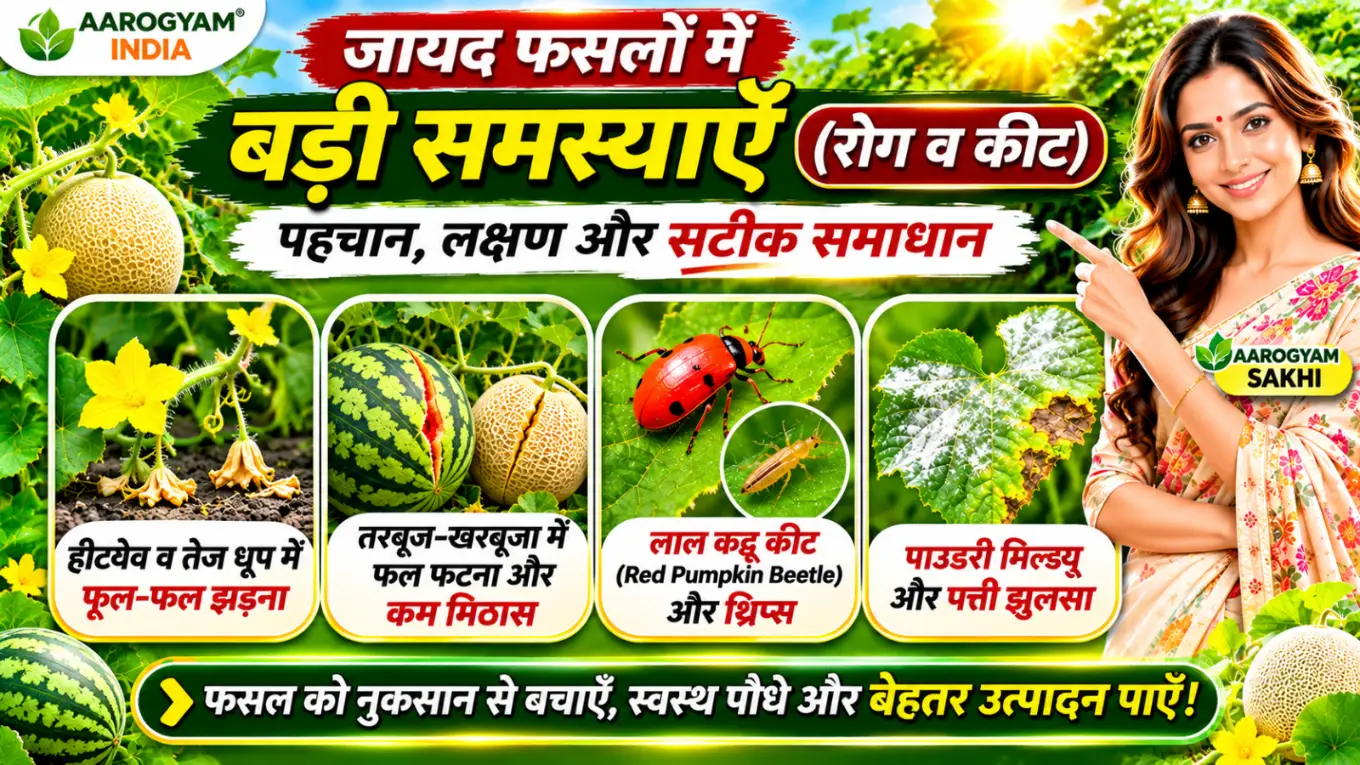 AAROGYAM®
INDIA
जायद फसलों में
बड़ी समस्याएँ (रोग व कीट)
पहचान, लक्षण और सटीक समाधान
AAROGYAM
SAKHI
हीटयेव व तेज धूप में
फूल-फल झड़ना
तरबूज-खरबूजा में
फल फटना और
कम मिठास
लाल कद्दू कीट
(Red Pumpkin Beetle)
और थ्रिप्स
पाउडरी मिल्डयू
और पत्ती झुलसा
फसल को नुकसान से बचाएँ, स्वस्थ पौधे और बेहतर उत्पादन पाएँ!